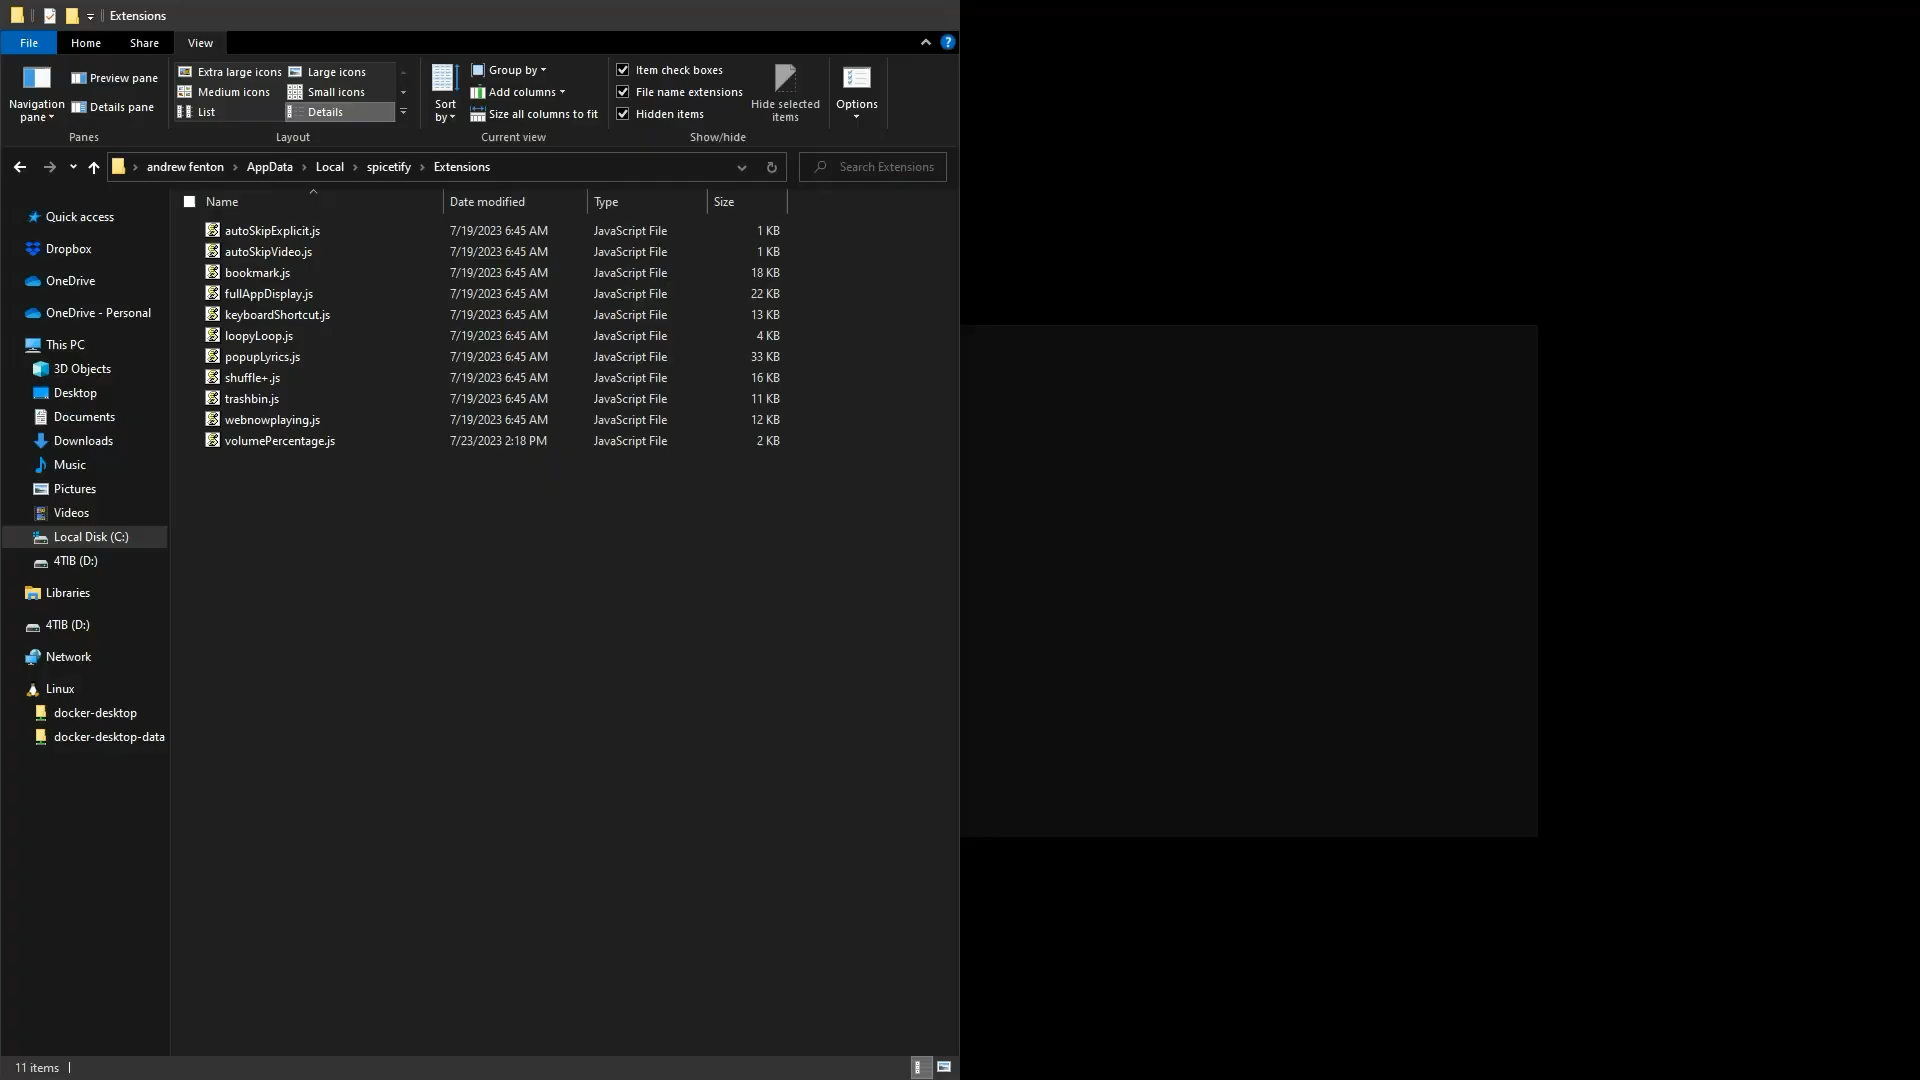 Extensions
File Home Share View
Navigation pane
Preview pane
Details pane
Panes
Extra large icons Large icons
Medium icons Small icons
List Details
Layout
Sort by
Group by
Add columns
Size all columns to fit
Current view
Item check boxes
File name extensions
Hidden items
Hide selected items
Show/hide
Options
andrew fenton AppData Local spicetify Extensions
Search Extensions
Quick access
Dropbox
OneDrive
OneDrive - Personal
This PC
3D Objects
Desktop
Documents
Downloads
Music
Pictures
Videos
Local Disk (C:)
4TIB (D:)
Libraries
4TIB (D:)
Network
Linux
docker-desktop
docker-desktop-data
Name Date modified Type Size
autoSkipExplicit.js 7/19/2023 6:45 AM JavaScript File 1 KB
autoSkipVideo.js 7/19/2023 6:45 AM JavaScript File 1 KB
bookmark.js 7/19/2023 6:45 AM JavaScript File 18 KB
fullAppDisplay.js 7/19/2023 6:45 AM JavaScript File 22 KB
keyboardShortcut.js 7/19/2023 6:45 AM JavaScript File 13 KB
loopyLoop.js 7/19/2023 6:45 AM JavaScript File 4 KB
popupLyrics.js 7/19/2023 6:45 AM JavaScript File 33 KB
shuffle+.js 7/19/2023 6:45 AM JavaScript File 16 KB
trashbin.js 7/19/2023 6:45 AM JavaScript File 11 KB
webnowplaying.js 7/19/2023 6:45 AM JavaScript File 12 KB
volumePercentage.js 7/23/2023 2:18 PM JavaScript File 2 KB
11 items